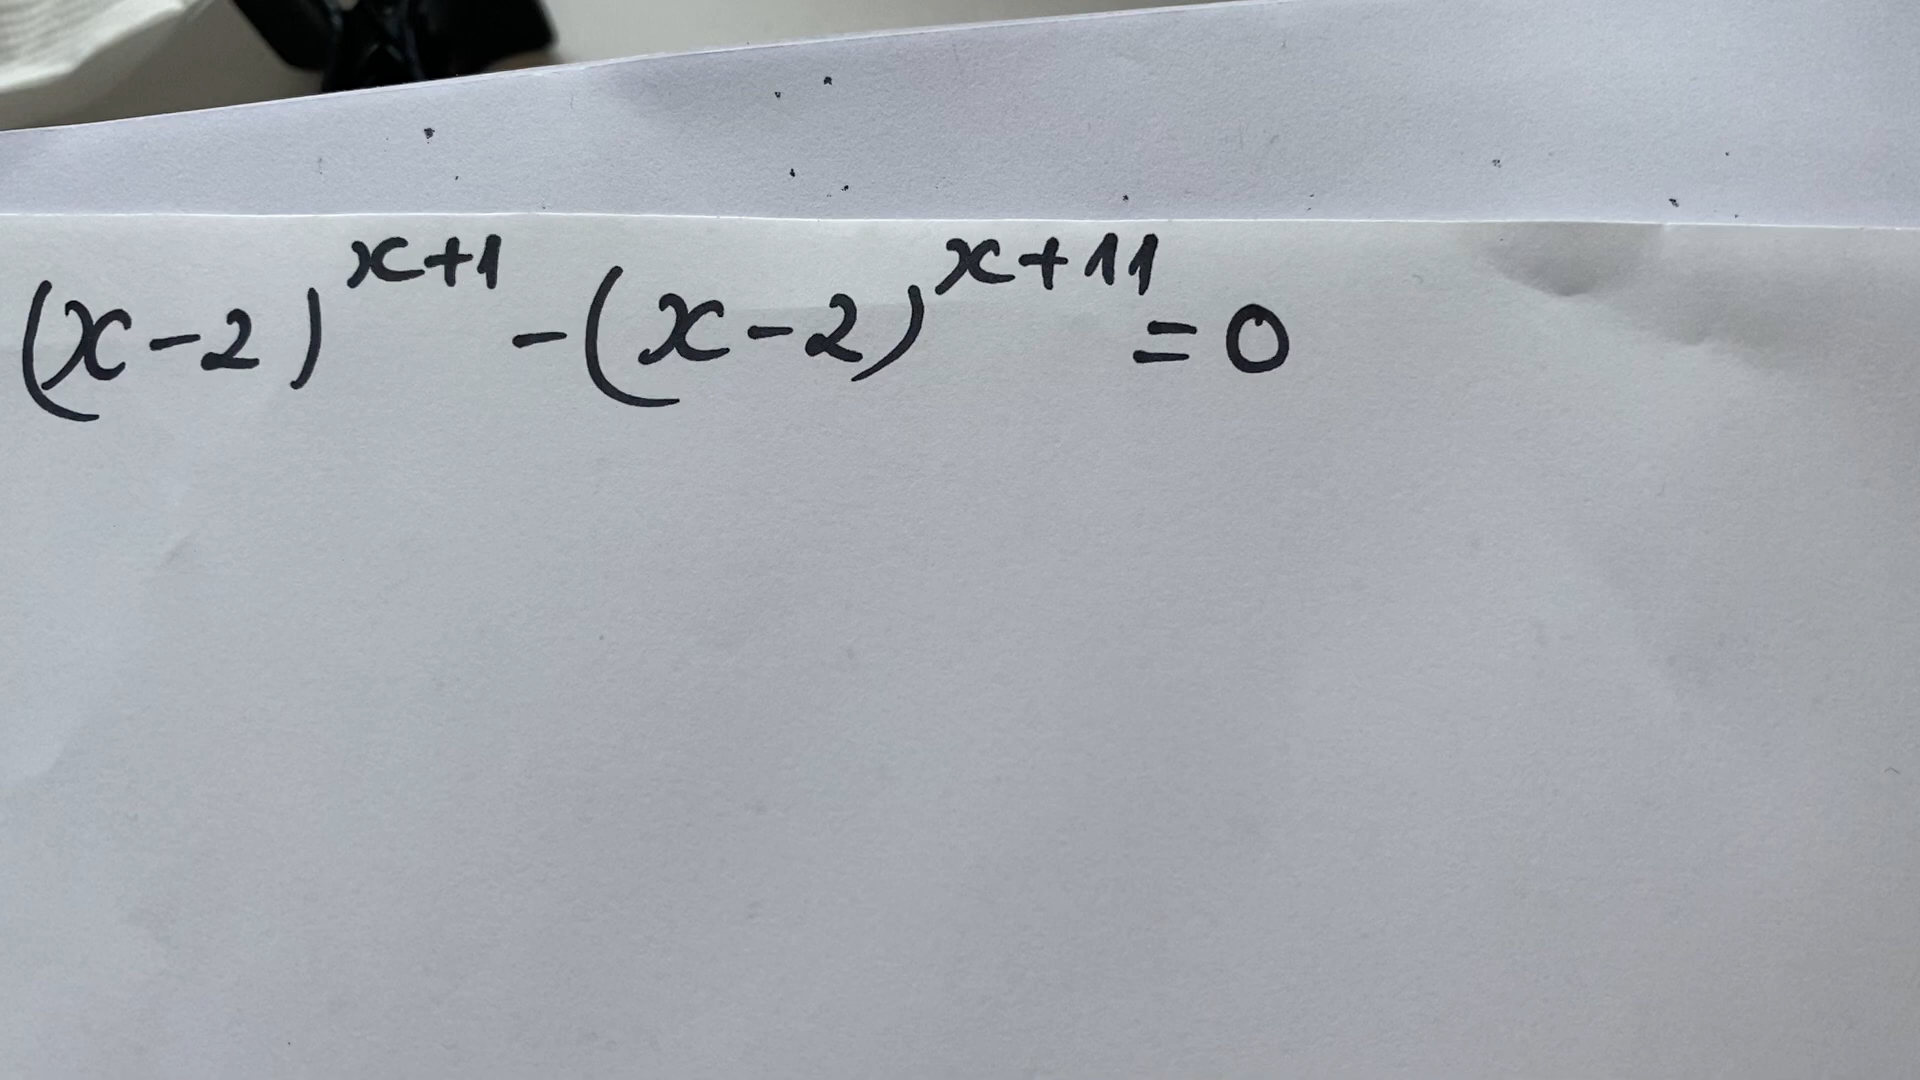 (x-2)^{x+1} - (x-2)^{x+11} = 0